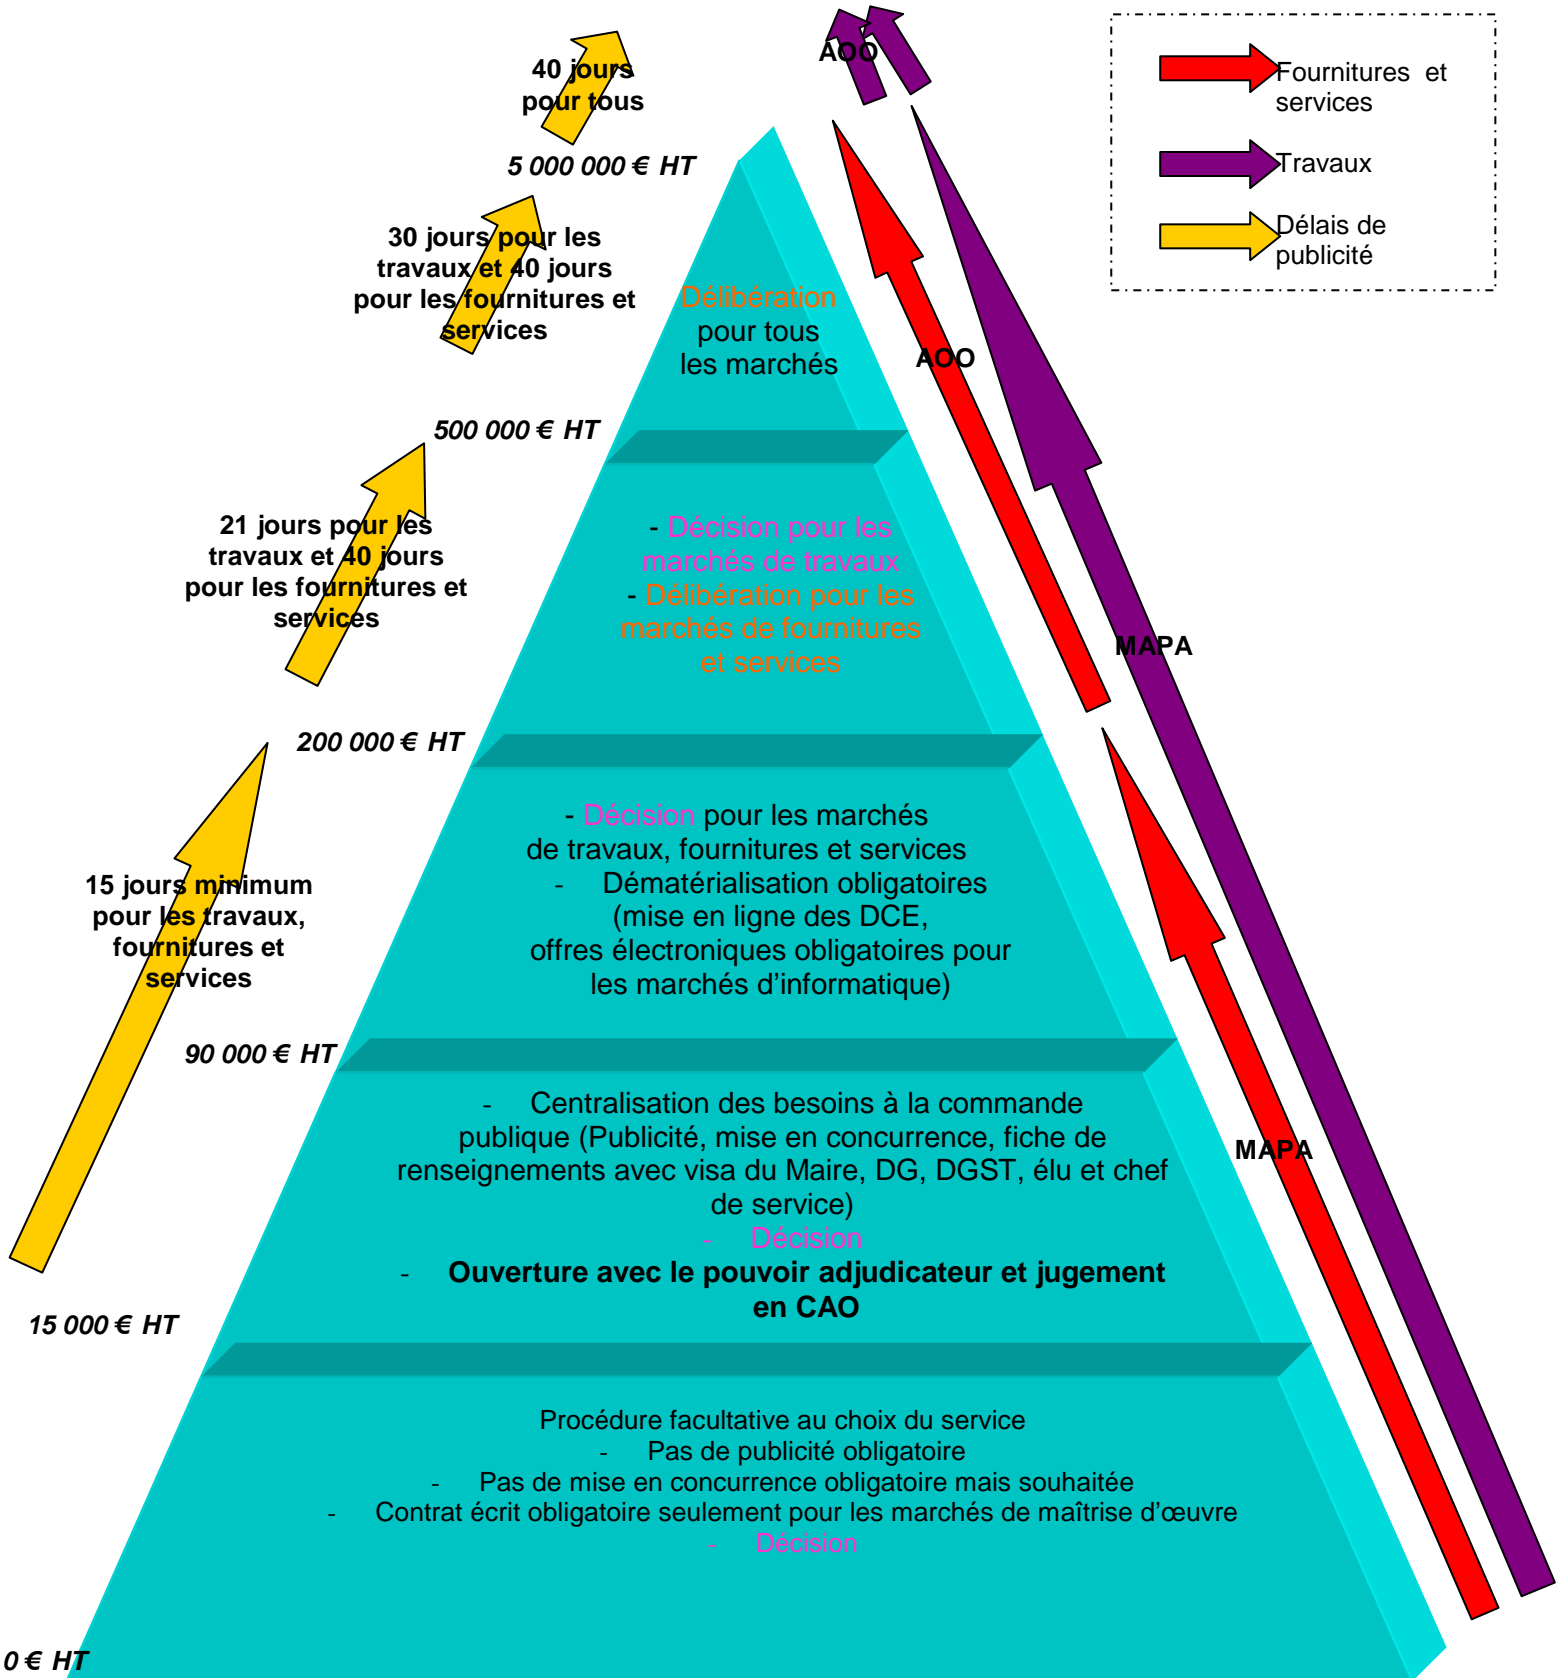 AOO
Fournitures et
services
Travaux
Délais de
publicité
40 jours
pour tous
5 000 000 € HT
30 jours pour les
travaux et 40 jours
pour les fournitures et
services
Délibération
pour tous
les marchés
AOO
500 000 € HT
21 jours pour les
travaux et 40 jours
pour les fournitures et
services
- Décision pour les
marchés de travaux
- Délibération pour les
marchés de fournitures
et services
MAPA
200 000 € HT
- Décision pour les marchés
de travaux, fournitures et services
- Dématérialisation obligatoires
(mise en ligne des DCE,
offres électroniques obligatoires pour
les marchés d’informatique)
15 jours minimum
pour les travaux,
fournitures et
services
90 000 € HT
- Centralisation des besoins à la commande
publique (Publicité, mise en concurrence, fiche de
renseignements avec visa du Maire, DG, DGST, élu et chef
de service)
- Décision
- Ouverture avec le pouvoir adjudicateur et jugement
en CAO
MAPA
15 000 € HT
Procédure facultative au choix du service
- Pas de publicité obligatoire
- Pas de mise en concurrence obligatoire mais souhaitée
- Contrat écrit obligatoire seulement pour les marchés de maîtrise d’œuvre
- Décision
0 € HT